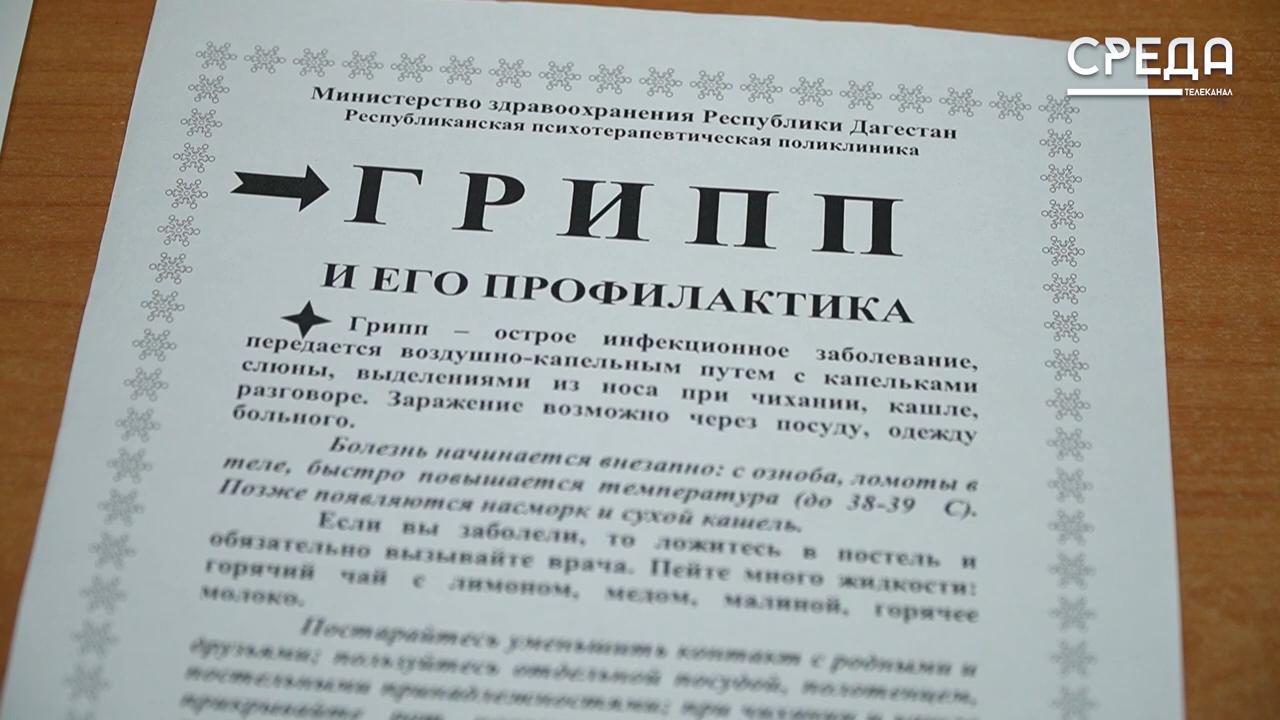 СРЕДА
ТЕЛЕКАНАЛ
Министерство здравоохранения Республики Дагестан
Республиканская психотерапевтическая поликлиника
ГРИПП
И ЕГО ПРОФИЛАКТИКА
Грипп – острое инфекционное заболевание,
передается воздушно-капельным путем с капельками
слюны, выделениями из носа при чихании, кашле,
разговоре. Заражение возможно через посуду, одежду
больного.
Болезнь начинается внезапно: с озноба, ломоты в
теле, быстро повышается температура (до 38-39 С).
Позже появляются насморк и сухой кашель.
Если вы заболели, то ложитесь в постель и
обязательно вызывайте врача. Пейте много жидкости:
горячий чай с лимоном, медом, малиной, горячее
молоко.
Постарайтесь уменьшить контакт с родными и
друзьями; пользуйтесь отдельной посудой, полотенцем,
постельными принадлежностями; при чихании и кашле
прикрывайте рот